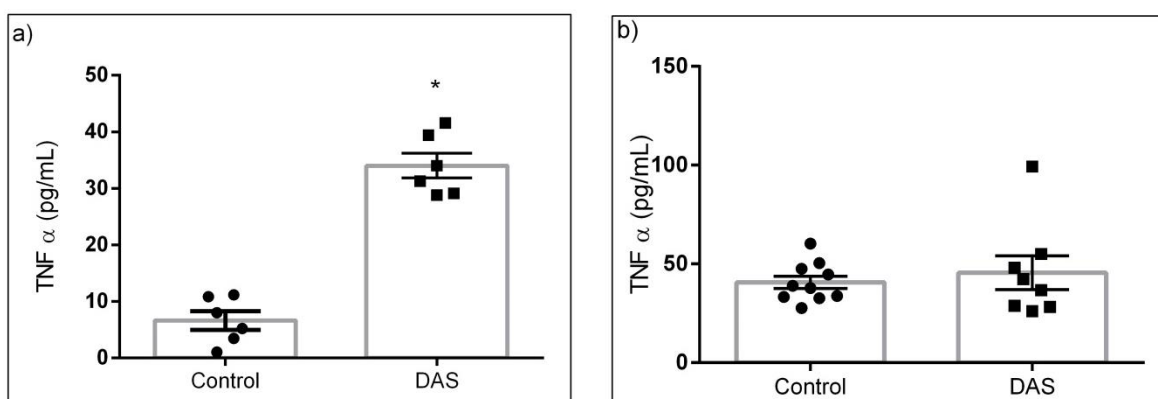 a)
TNF α (pg/mL)
50
40
30
20
10
0
*
Control
DAS
b)
TNF α (pg/mL)
150
100
50
0
Control
DAS